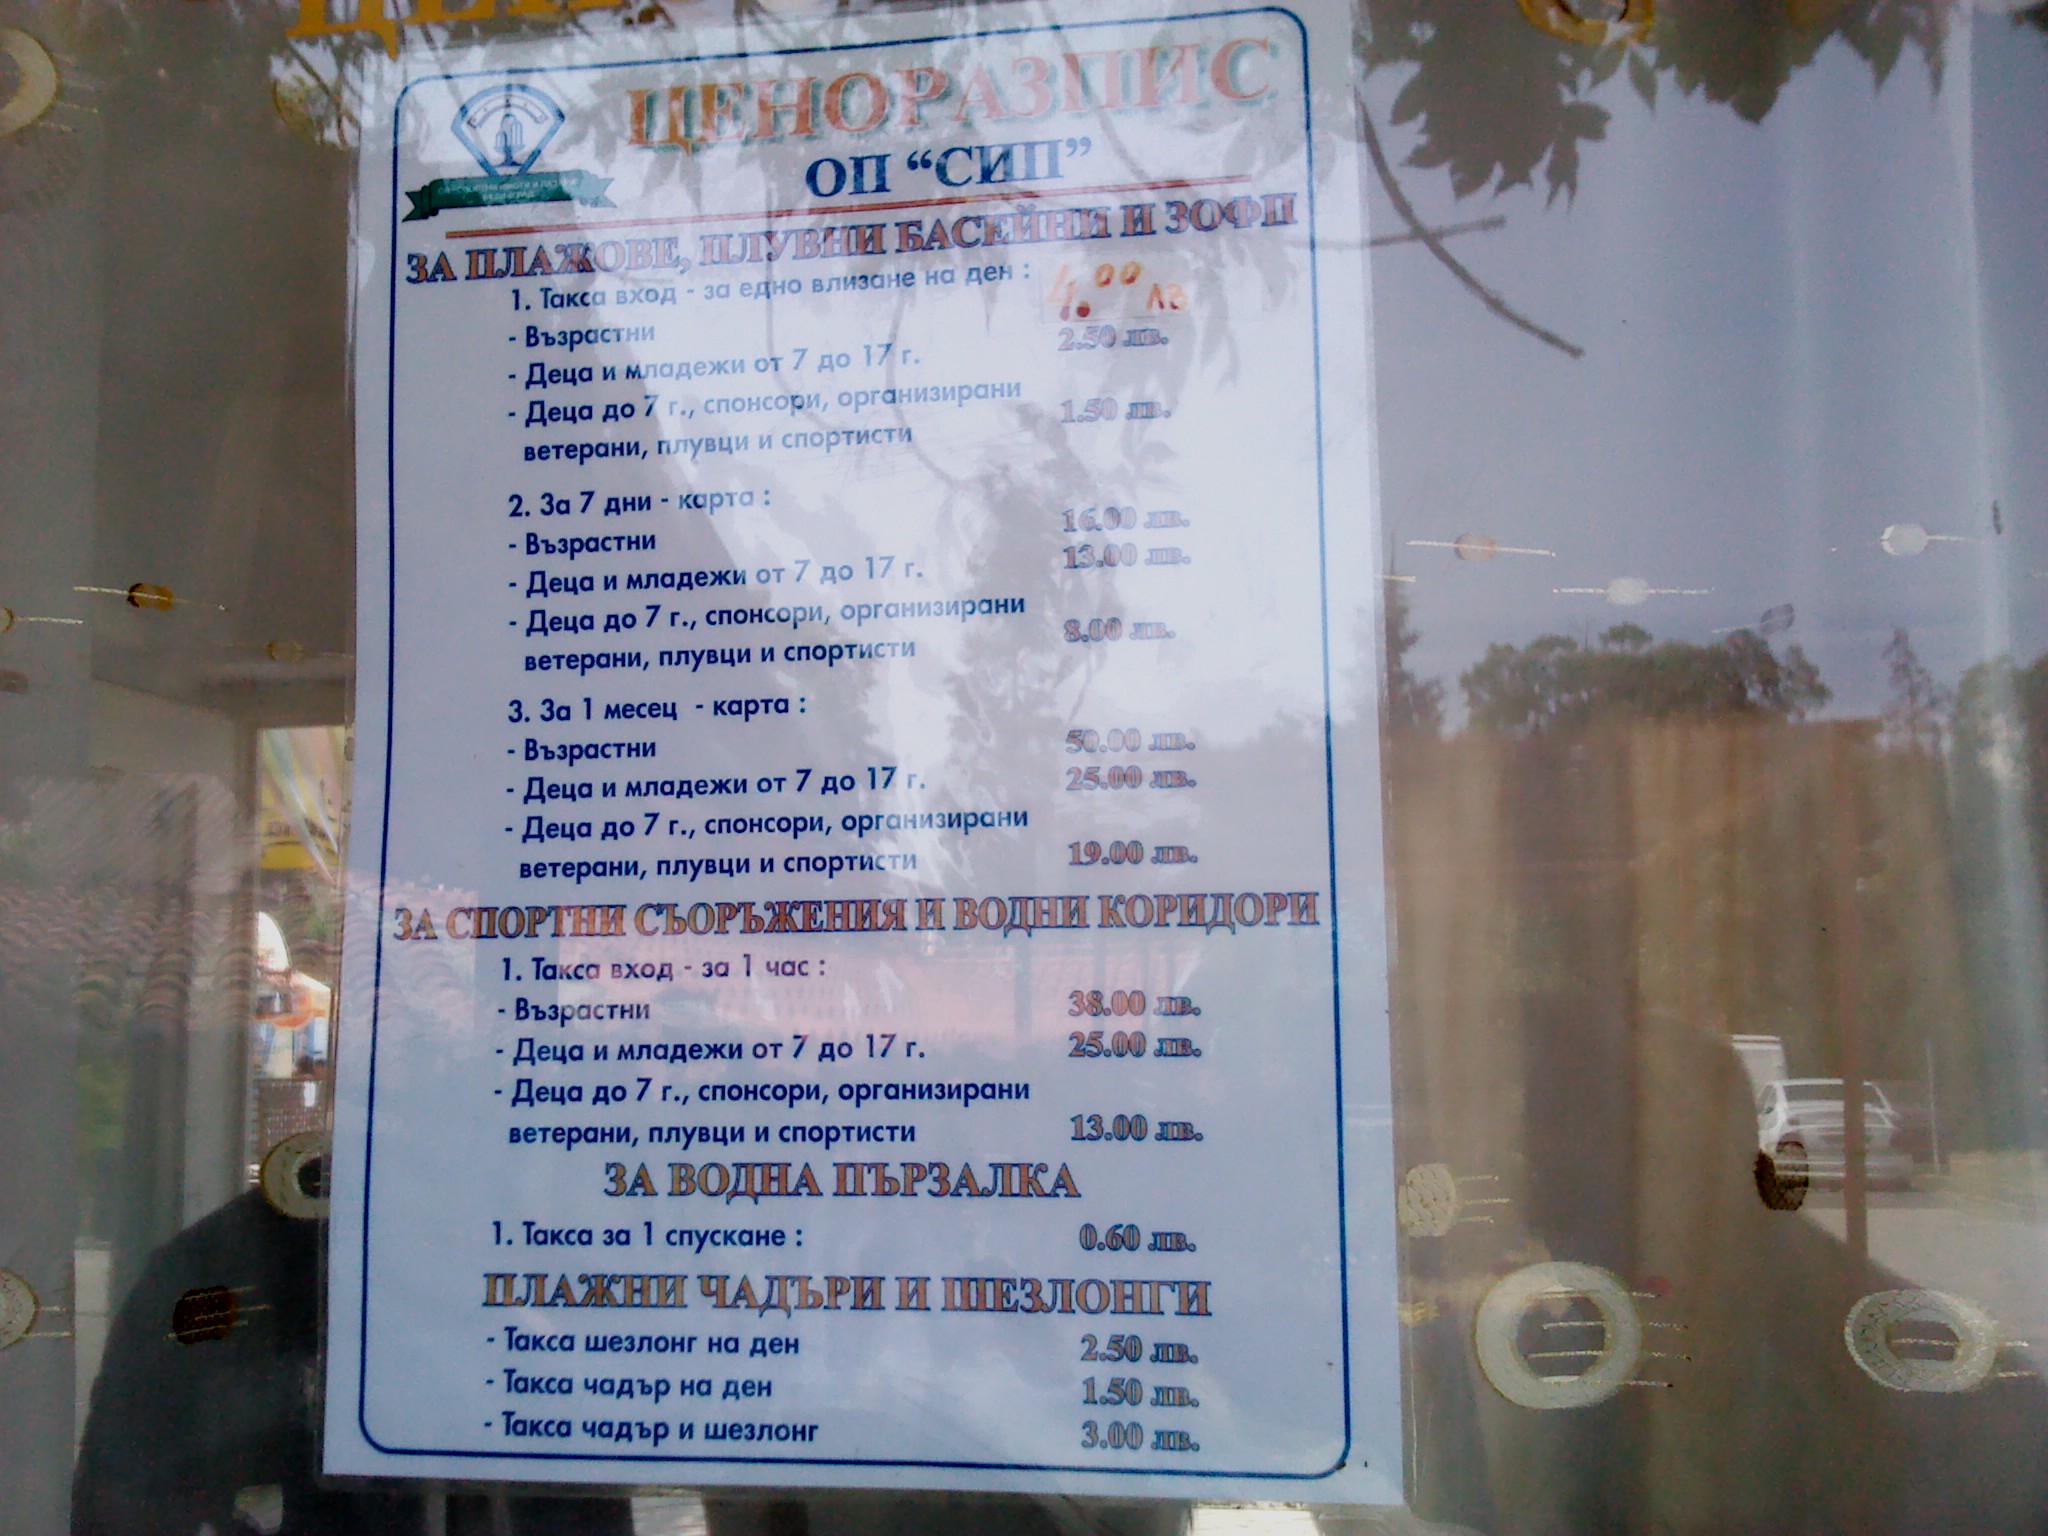 ЦЕНОРАЗПИС
ОП “СИП”
ЗА ПЛАЖОВЕ, ПЛУВНИ БАСЕЙНИ И ЗОФП
1. Такса вход - за едно влизане на ден :
- Възрастни 4.00 лв
- Деца и младежи от 7 до 17 г. 2.50 лв.
- Деца до 7 г., спонсори, организирани
ветерани, плувци и спортисти 1.50 лв.
2. За 7 дни - карта :
- Възрастни 16.00 лв.
- Деца и младежи от 7 до 17 г. 13.00 лв.
- Деца до 7 г., спонсори, организирани
ветерани, плувци и спортисти 8.00 лв.
3. За 1 месец - карта :
- Възрастни 50.00 лв.
- Деца и младежи от 7 до 17 г. 25.00 лв.
- Деца до 7 г., спонсори, организирани
ветерани, плувци и спортисти 19.00 лв.
ЗА СПОРТНИ СЪОРЪЖЕНИЯ И ВОДНИ КОРИДОРИ
1. Такса вход - за 1 час :
- Възрастни 38.00 лв.
- Деца и младежи от 7 до 17 г. 25.00 лв.
- Деца до 7 г., спонсори, организирани
ветерани, плувци и спортисти 13.00 лв.
ЗА ВОДНА ПЪРЗАЛКА
1. Такса за 1 спускане : 0.60 лв.
ПЛАЖНИ ЧАДЪРИ И ШЕЗЛОНГИ
- Такса шезлонг на ден 2.50 лв.
- Такса чадър на ден 1.50 лв.
- Такса чадър и шезлонг 3.00 лв.